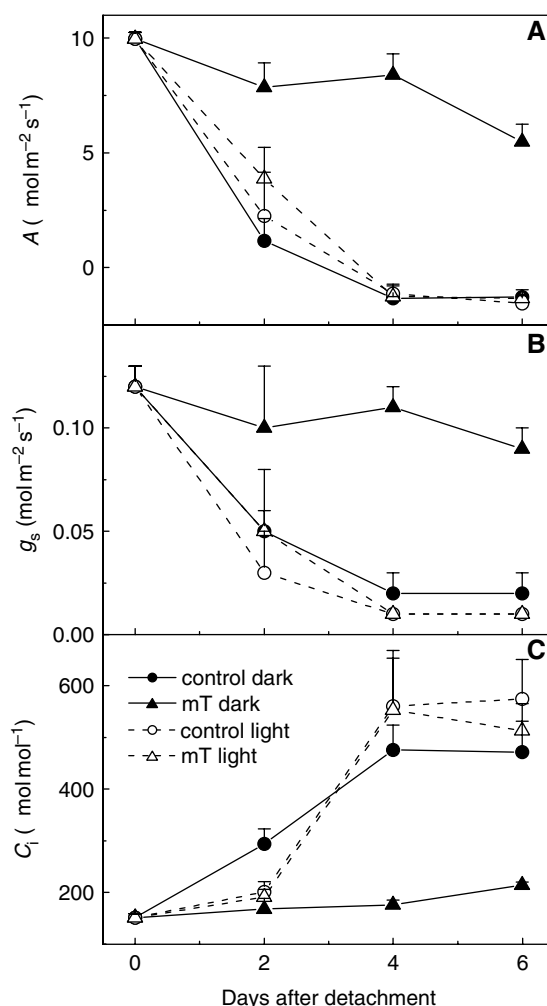 A
10
5
0
A ( mol m−2 s−1)
B
0.10
0.05
0.00
gs (mol m−2 s−1)
C
control dark
mT dark
control light
mT light
600
400
200
Ci ( mol mol−1)
0 2 4 6
Days after detachment